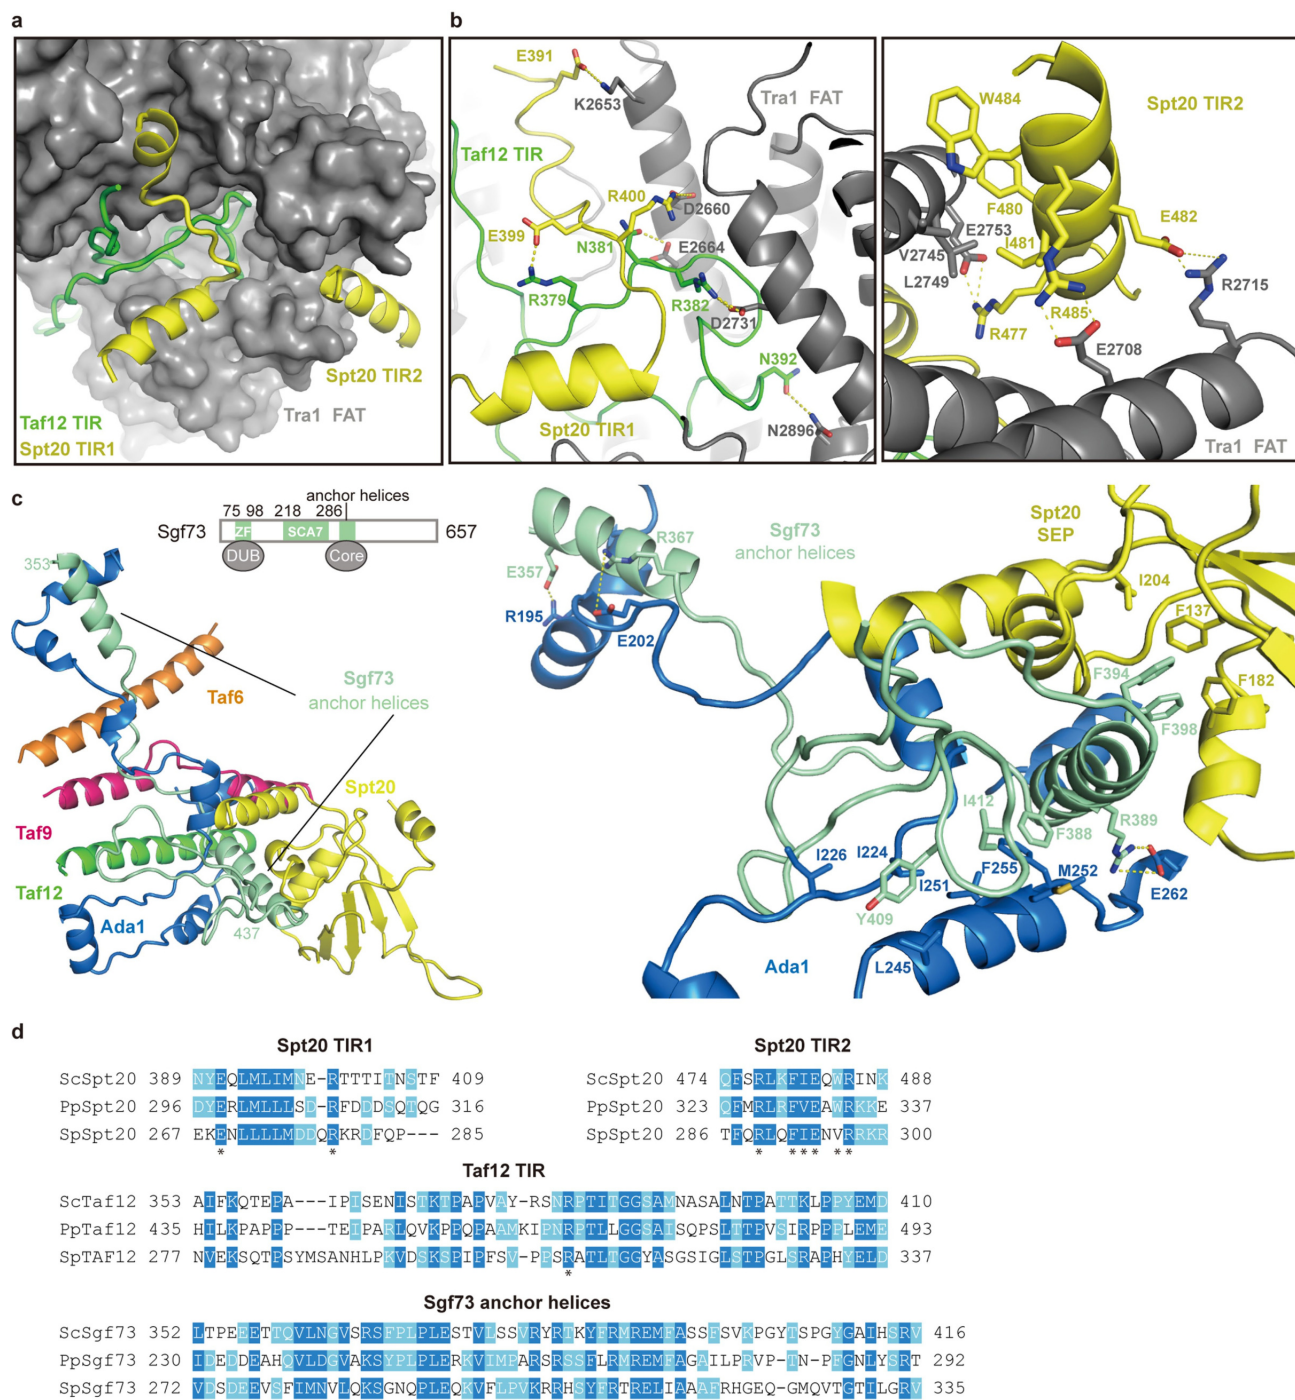 a
Taf12 TIR
Spt20 TIR1
Spt20 TIR2
Tra1 FAT
b
E391
K2653
Tra1 FAT
Taf12 TIR
R400
D2660
E399
N381
E2664
R379
R382
D2731
N392
Spt20 TIR1
N2896
W484
Spt20 TIR2
F480
E482
E2753
I481
V2745
L2749
R2715
R485
R477
E2708
Tra1 FAT
c
anchor helices
75 98 218 286
Sgf73 ZF SCA7 657
DUB Core
353
Taf6
Sgf73
anchor helices
Taf9
Spt20
Taf12
Ada1
437
Sgf73
anchor helices
R367
E357
R195
E202
Spt20
SEP
I204
F137
F394
F182
F398
I412
R389
F388
I226
I224
I251
F255
M252
E262
Y409
L245
Ada1
d
Spt20 TIR1
ScSpt20 389 NYEQLMLIMNE-RTTTITNSTF 409
PpSpt20 296 DYERLMLLLSD-RFDDDSQTQG 316
SpSpt20 267 EKENLLLLMDDQRKRDFQP--- 285
* *
Spt20 TIR2
ScSpt20 474 QFSRLKFIEQWRINK 488
PpSpt20 323 QFMRLRFVEAWRKKE 337
SpSpt20 286 TFQRLQFIENVRRKR 300
* *** **
Taf12 TIR
ScTaf12 353 AIFKQTEPA---IPISENISTKTPAPVAY-RSNRPTITGGSAMNASALNTPATTKLPPYEMD 410
PpTaf12 435 HILKPAPPP---TEIPARLQVKPPQPAAMKIPNRPTLLGGSAISQPSLTTPVSIRPPPLEME 493
SpTAF12 277 NVEKSQTPSYMSANHLPKVDSKSPIPFSV-PPSRATLTGGYASGSIGLSTPGLSRAPHYELD 337
*
Sgf73 anchor helices
ScSgf73 352 LTPEEETTQVLNGVSRSFPLPLESTVLSSVRYRTKYFRMREMFASSFSVKPGYTSPGYGAIHSRV 416
PpSgf73 230 IDEDDEAHQVLDGVAKSYPLPLERKVIMPARSRSSFLRMREMFAGAILPRVP-TN-PFGNLYSRT 292
SpSgf73 272 VDSDEEVSFIMNVLQKSGNQPLEQKVFLPVKRRHSYFRTRELIAAAFRHGEQ-GMQVTGTILGRV 335